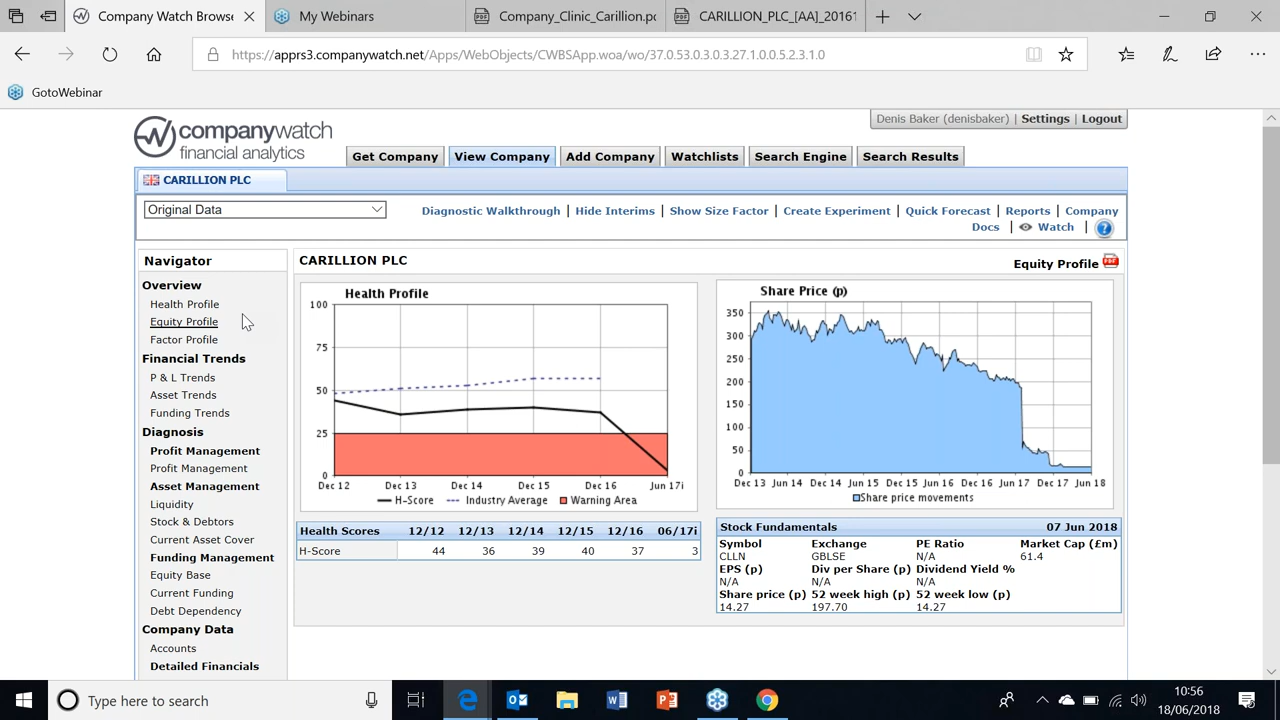 Company Watch Browse
My Webinars
Company_Clinic_Carillion.pd
CARILLION_PLC_[AA]_20161
https://apprs3.companywatch.net/Apps/WebObjects/CWBSApp.woa/wo/37.0.53.0.3.0.3.27.1.0.0.5.2.3.1.0
GotoWebinar
companywatch
financial analytics
Denis Baker (denisbaker) | Settings | Logout
Get Company
View Company
Add Company
Watchlists
Search Engine
Search Results
CARILLION PLC
Original Data
Diagnostic Walkthrough | Hide Interims | Show Size Factor | Create Experiment | Quick Forecast | Reports | Company
Docs | Watch | ?
Navigator
Overview
Health Profile
Equity Profile
Factor Profile
Financial Trends
P & L Trends
Asset Trends
Funding Trends
Diagnosis
Profit Management
Profit Management
Asset Management
Liquidity
Stock & Debtors
Current Asset Cover
Funding Management
Equity Base
Current Funding
Debt Dependency
Company Data
Accounts
Detailed Financials
CARILLION PLC
Equity Profile PDF
Health Profile
100
75
50
25
0
Dec 12 Dec 13 Dec 14 Dec 15 Dec 16 Jun 17i
H-Score Industry Average Warning Area
Health Scores 12/12 12/13 12/14 12/15 12/16 06/17i
H-Score 44 36 39 40 37 3
Share Price (p)
350
300
250
200
150
100
50
0
Dec 13 Jun 14 Dec 14 Jun 15 Dec 15 Jun 16 Dec 16 Jun 17 Dec 17 Jun 18
Share price movements
Stock Fundamentals 07 Jun 2018
Symbol Exchange PE Ratio Market Cap (£m)
CLLN GBLSE N/A 61.4
EPS (p) Div per Share (p) Dividend Yield %
N/A N/A N/A
Share price (p) 52 week high (p) 52 week low (p)
14.27 197.70 14.27
Type here to search
10:56
18/06/2018